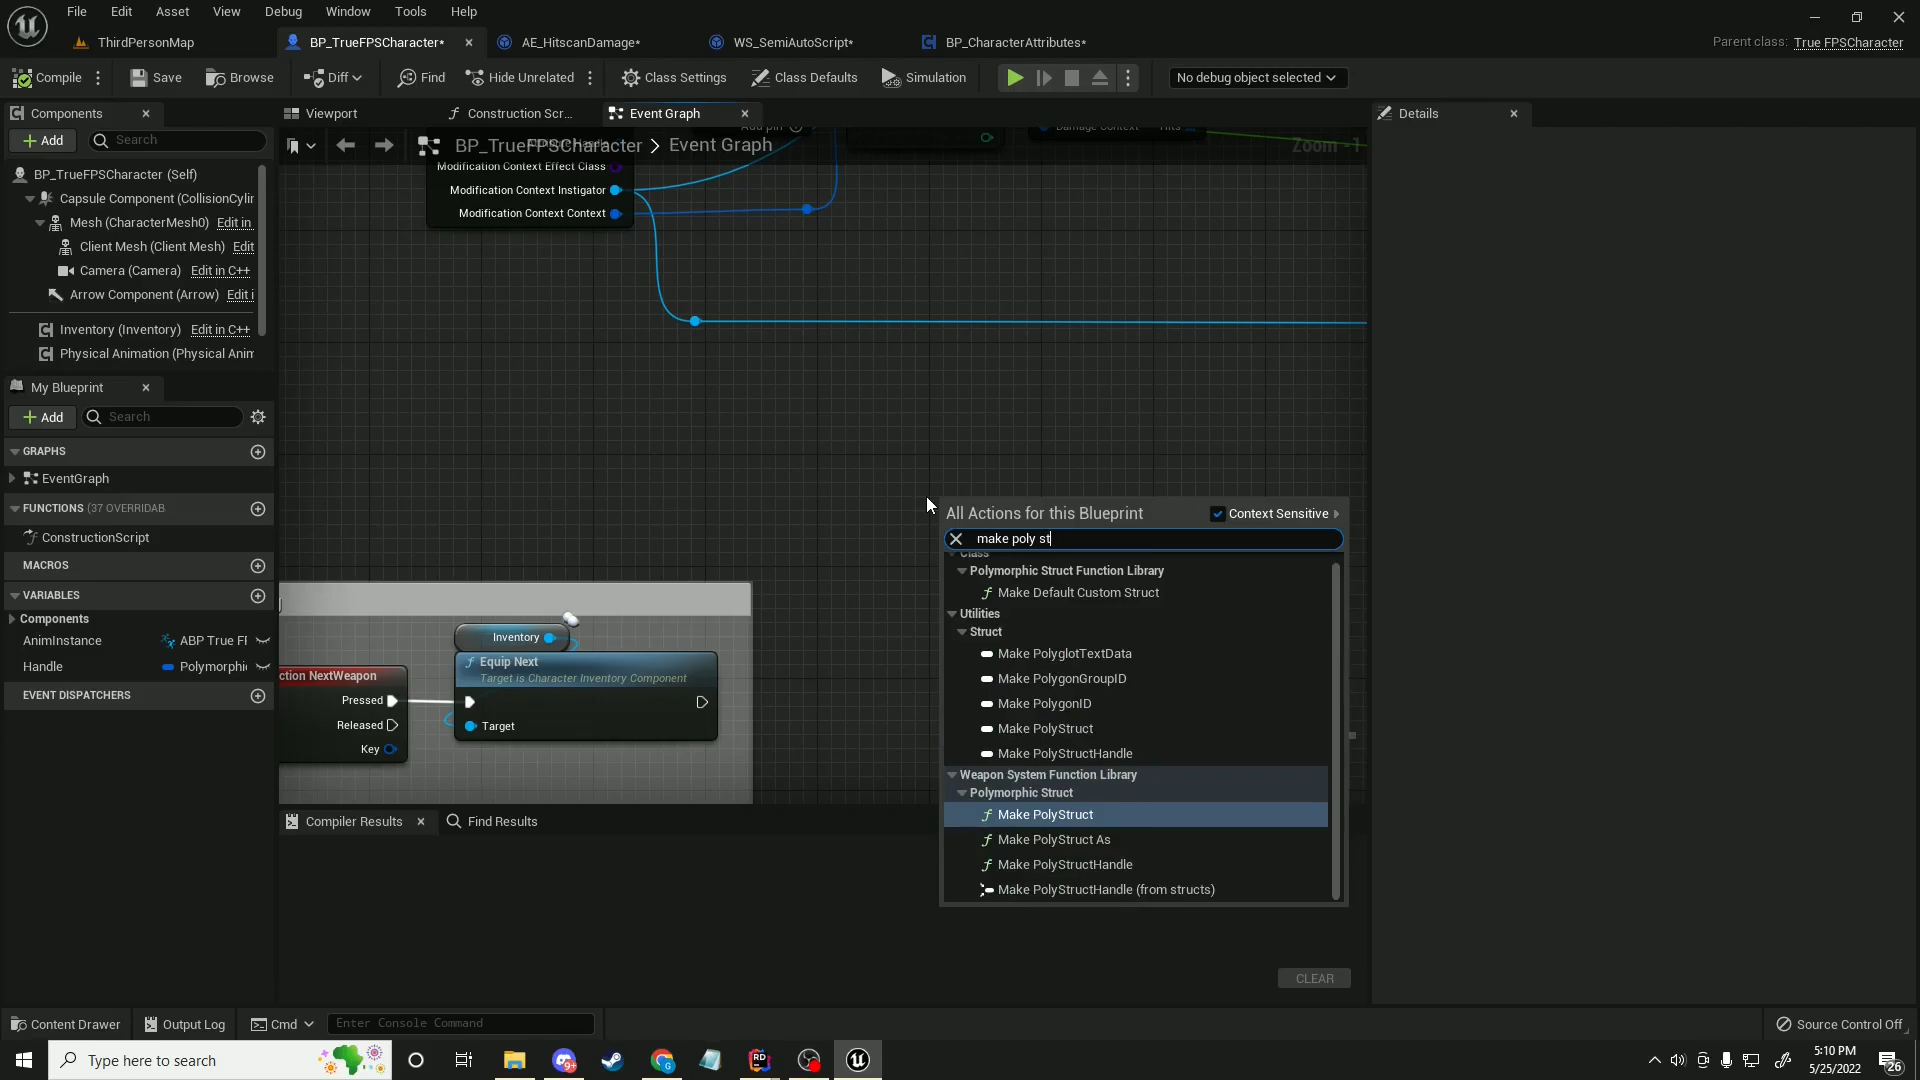 File Edit Asset View Debug Window Tools Help
ThirdPersonMap BP_TrueFPSCharacter* AE_HitscanDamage* WS_SemiAutoScript* BP_CharacterAttributes* Parent class: True FPSCharacter
Compile Save Browse Diff Find Hide Unrelated Class Settings Class Defaults Simulation No debug object selected
Components Viewport Construction Scr... Event Graph Details
Add Search BP_TrueFPSCharacter > Event Graph Zoom -1
Add pin Damage Context Hits
Modification Context Effect Class
BP_TrueFPSCharacter (Self)
Modification Context Instigator
Capsule Component (CollisionCylin
Modification Context Context
Mesh (CharacterMesh0) Edit in
Client Mesh (Client Mesh) Edit
Camera (Camera) Edit in C++
Arrow Component (Arrow) Edit i
Inventory (Inventory) Edit in C++
Physical Animation (Physical Anim
My Blueprint
Add Search
GRAPHS
EventGraph
FUNCTIONS (37 OVERRIDAB
ConstructionScript
MACROS
VARIABLES
Components
AnimInstance ABP True FF
Handle Polymorphi
EVENT DISPATCHERS
Inventory
Equip Next
Target is Character Inventory Component
Target
ction NextWeapon
Pressed
Released
Key
All Actions for this Blueprint Context Sensitive
make poly st
Class
Polymorphic Struct Function Library
Make Default Custom Struct
Utilities
Struct
Make PolyglotTextData
Make PolygonGroupID
Make PolygonID
Make PolyStruct
Make PolyStructHandle
Weapon System Function Library
Polymorphic Struct
Make PolyStruct
Make PolyStruct As
Make PolyStructHandle
Make PolyStructHandle (from structs)
Compiler Results Find Results
CLEAR
Content Drawer Output Log Cmd Enter Console Command Source Control Off
Type here to search 5:10 PM
5/25/2022 26